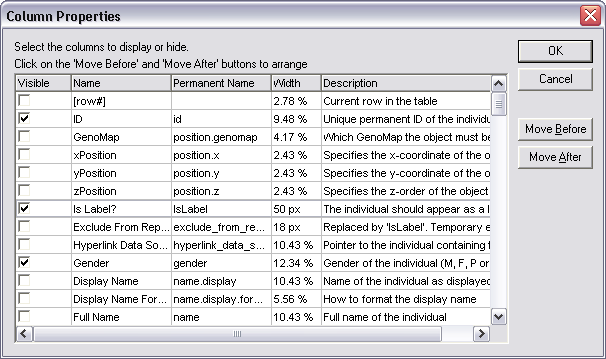 Column Properties
Select the columns to display or hide.
Click on the 'Move Before' and 'Move After' buttons to arrange
OK
Cancel
Move Before
Move After
Visible Name Permanent Name Width Description
[row#] 2.78 % Current row in the table
ID id 9.48 % Unique permanent ID of the individu
GenoMap position.genomap 4.17 % Which GenoMap the object must be
xPosition position.x 2.43 % Specifies the x-coordinate of the o
yPosition position.y 2.43 % Specifies the y-coordinate of the o
zPosition position.z 2.43 % Specifies the z-order of the object
Is Label? IsLabel 50 px The individual should appear as a l
Exclude From Rep... exclude_from_re... 18 px Replaced by 'IsLabel'. Temporary e
Hyperlink Data So... hyperlink_data_s... 10.43 % Pointer to the individual containing f
Gender gender 12.34 % Gender of the individual (M, F, P or
Display Name name.display 10.43 % Name of the individual as displayed
Display Name For... name.display.for... 5.56 % How to format the display name
Full Name name 10.43 % Full name of the individual